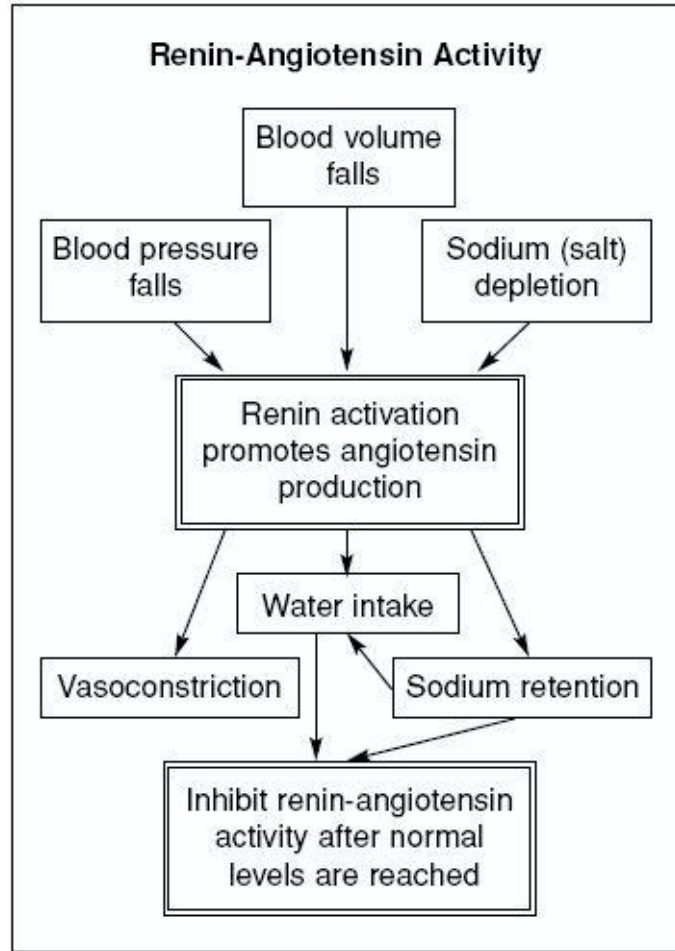 Renin-Angiotensin Activity
Blood volume
falls
Blood pressure
falls
Sodium (salt)
depletion
Renin activation
promotes angiotensin
production
Water intake
Vasoconstriction
Sodium retention
Inhibit renin-angiotensin
activity after normal
levels are reached